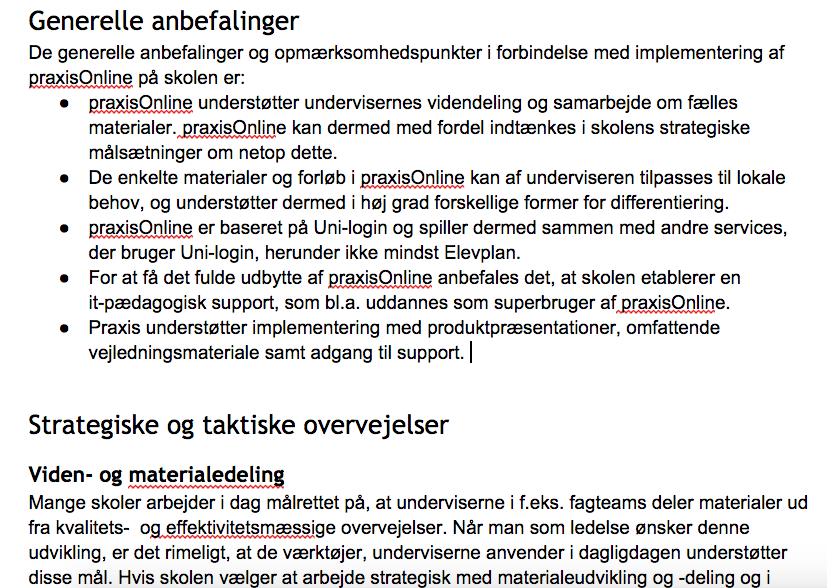 Generelle anbefalinger
De generelle anbefalinger og opmærksomhedspunkter i forbindelse med implementering af
praxisOnline på skolen er:
● praxisOnline understøtter undervisernes videndeling og samarbejde om fælles
materialer. praxisOnline kan dermed med fordel indtænkes i skolens strategiske
målsætninger om netop dette.
● De enkelte materialer og forløb i praxisOnline kan af underviseren tilpasses til lokale
behov, og understøtter dermed i høj grad forskellige former for differentiering.
● praxisOnline er baseret på Uni-login og spiller dermed sammen med andre services,
der bruger Uni-login, herunder ikke mindst Elevplan.
● For at få det fulde udbytte af praxisOnline anbefales det, at skolen etablerer en
it-pædagogisk support, som bl.a. uddannes som superbruger af praxisOnline.
● Praxis understøtter implementering med produktpræsentationer, omfattende
vejledningsmateriale samt adgang til support.
Strategiske og taktiske overvejelser
Viden- og materialedeling
Mange skoler arbejder i dag målrettet på, at underviserne i f.eks. fagteams deler materialer ud
fra kvalitets-  og effektivitetsmæssige overvejelser. Når man som ledelse ønsker denne
udvikling, er det rimeligt, at de værktøjer, underviserne anvender i dagligdagen understøtter
disse mål. Hvis skolen vælger at arbejde strategisk med materialeudvikling og -deling og i